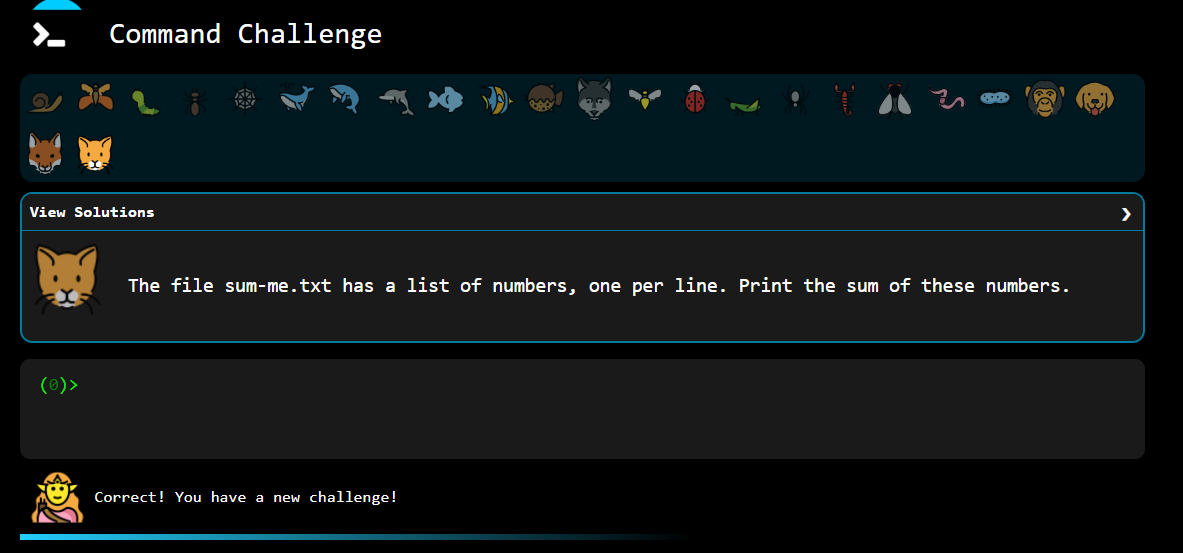 Command Challenge
View Solutions
The file sum-me.txt has a list of numbers, one per line. Print the sum of these numbers.
(0)>
Correct! You have a new challenge!